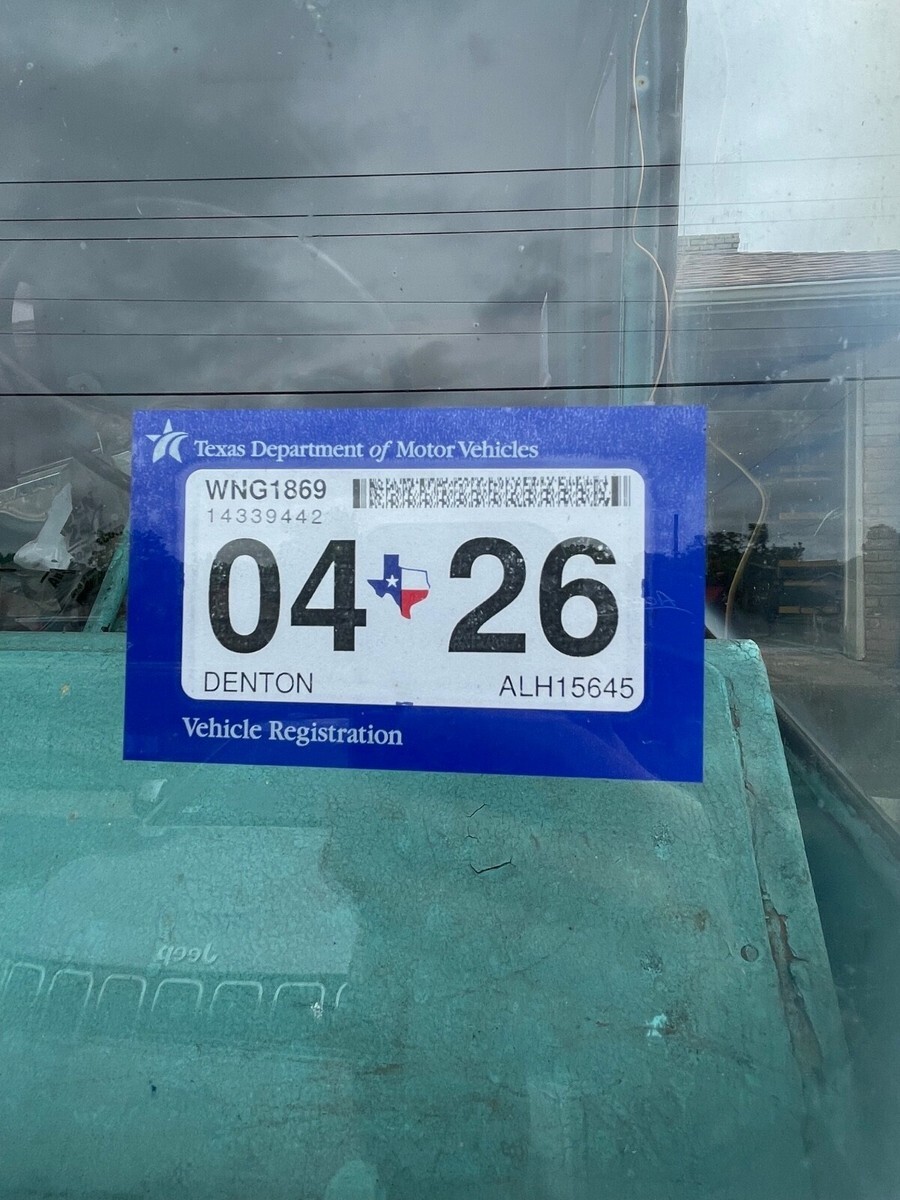 Texas Department of Motor Vehicles
WNG1869
14339442
04 26
DENTON ALH15645
Vehicle Registration
Jeep